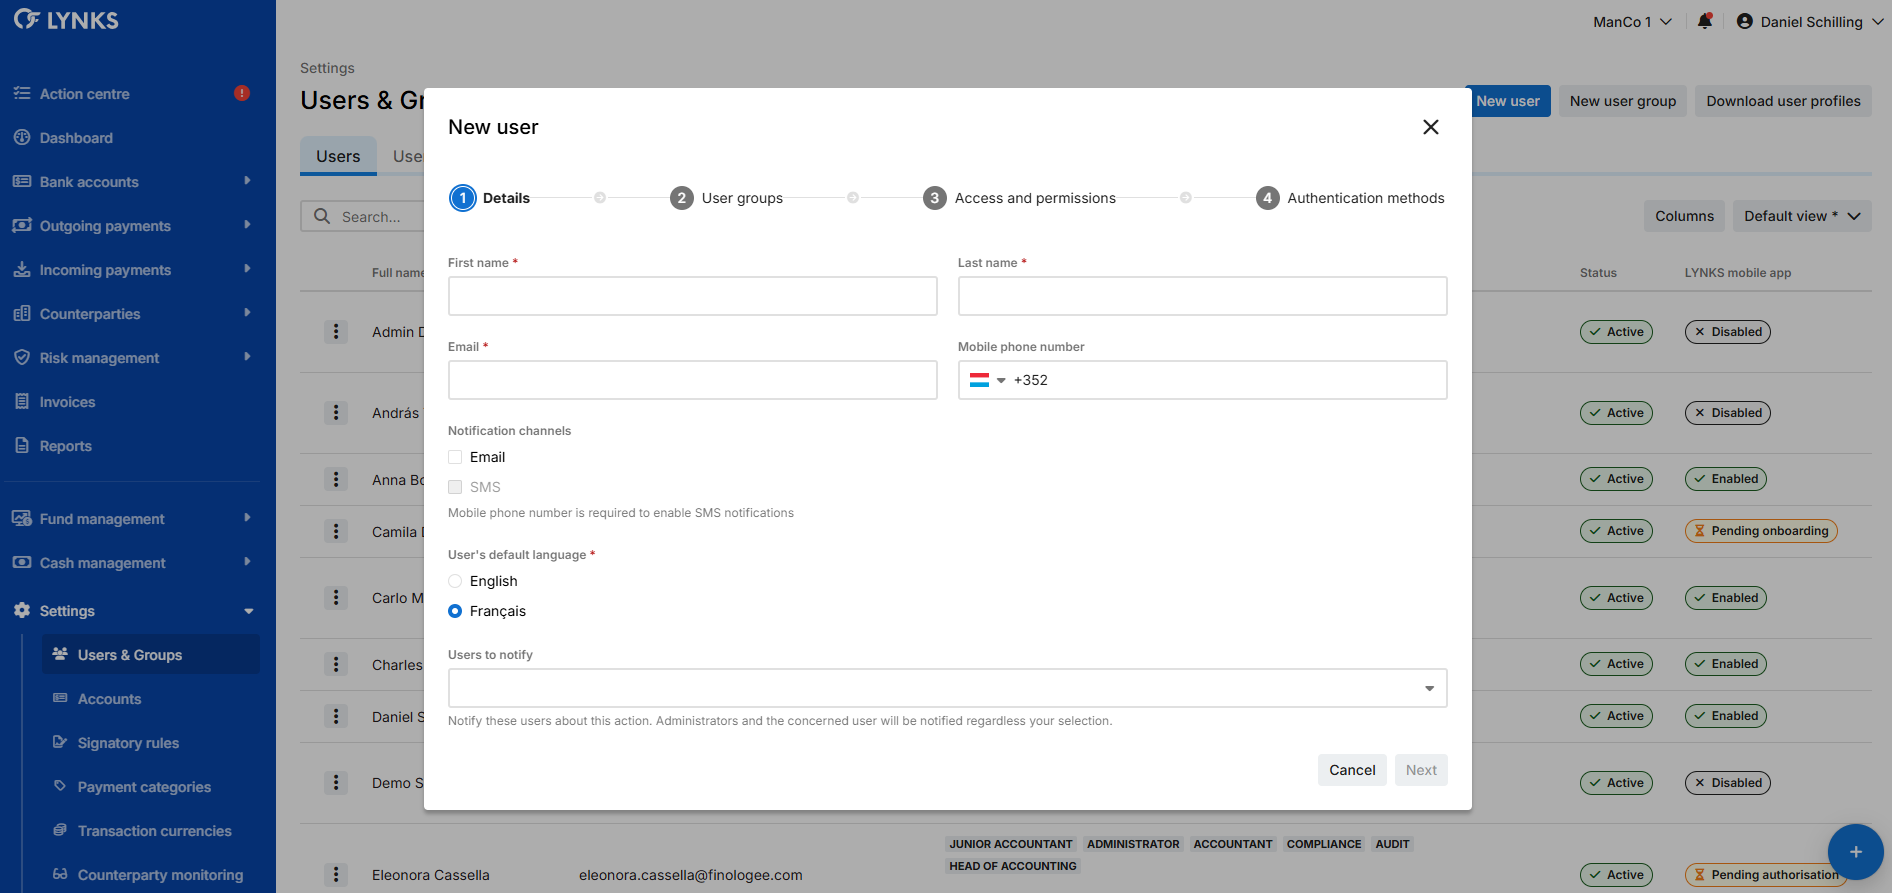 LYNKS
ManCo 1
Daniel Schilling
Action centre
Dashboard
Bank accounts
Outgoing payments
Incoming payments
Counterparties
Risk management
Invoices
Reports
Fund management
Cash management
Settings
Users & Groups
Accounts
Signatory rules
Payment categories
Transaction currencies
Counterparty monitoring
Settings
Users & Gr
New user
New user group
Download user profiles
Users
Use
Search...
Columns
Default view *
Full name
Status
LYNKS mobile app
Admin D
Active
Disabled
András
Active
Disabled
Anna Bo
Active
Enabled
Camila D
Active
Pending onboarding
Carlo M
Active
Enabled
Charles
Active
Enabled
Daniel S
Active
Enabled
Demo S
Active
Disabled
Eleonora Cassella
eleonora.cassella@finologee.com
JUNIOR ACCOUNTANT ADMINISTRATOR ACCOUNTANT COMPLIANCE AUDIT
HEAD OF ACCOUNTING
Active
Pending authorisation
+
New user
1 Details
2 User groups
3 Access and permissions
4 Authentication methods
First name *
Last name *
Email *
Mobile phone number
+352
Notification channels
Email
SMS
Mobile phone number is required to enable SMS notifications
User's default language *
English
Français
Users to notify
Notify these users about this action. Administrators and the concerned user will be notified regardless your selection.
Cancel
Next